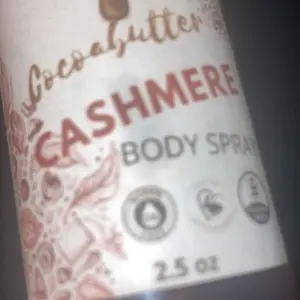 Cocoabutter
CASHMERE
BODY SPRAY
2.5 oz